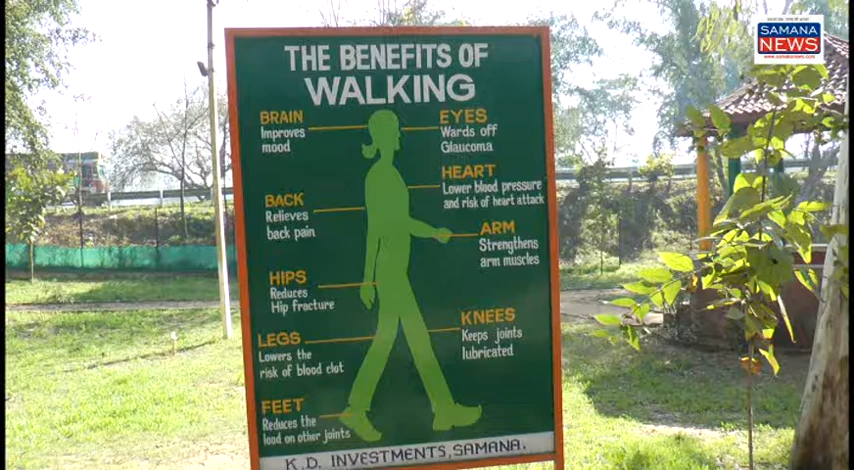 THE BENEFITS OF
WALKING
BRAIN
Improves
mood
EYES
Wards off
Glaucoma
HEART
Lower blood pressure
and risk of heart attack
BACK
Relieves
back pain
ARM
Strengthens
arm muscles
HIPS
Reduces
Hip fracture
KNEES
Keeps joints
lubricated
LEGS
Lowers the
risk of blood clot
FEET
Reduces the
load on other joints
K.D. INVESTMENTS, SAMANA.
SAMANA
NEWS